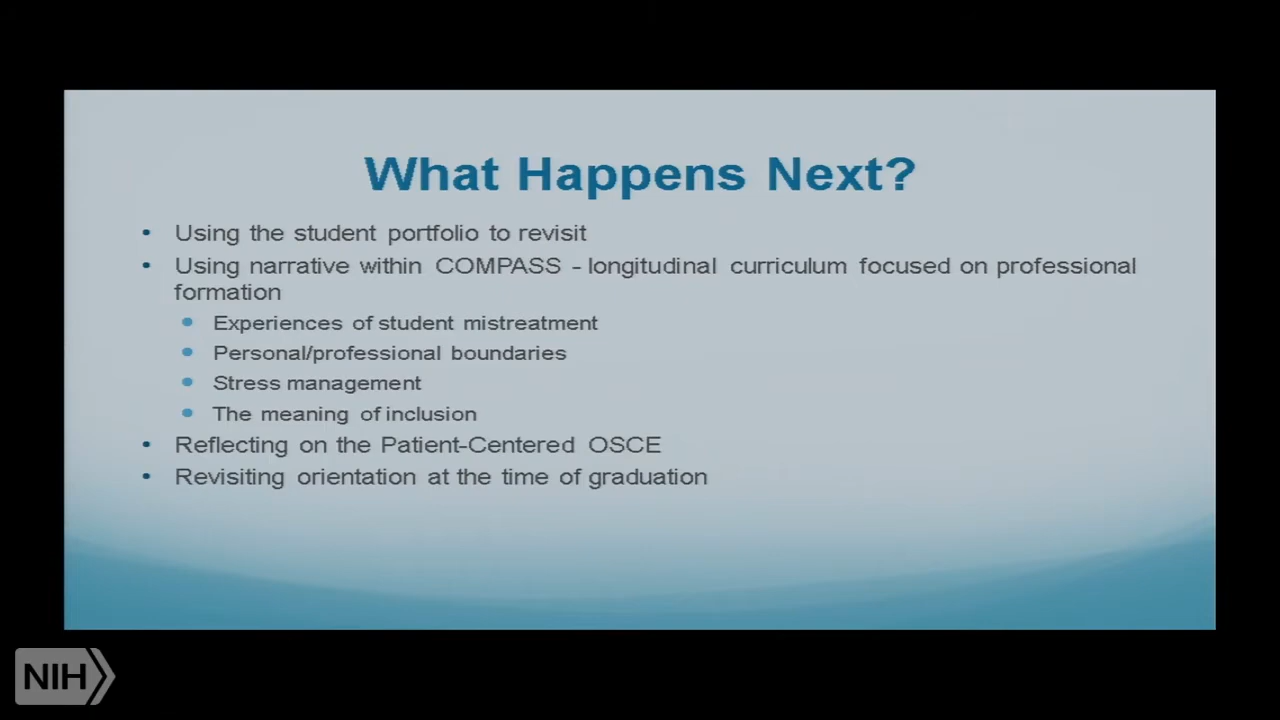 What Happens Next?
• Using the student portfolio to revisit
• Using narrative within COMPASS - longitudinal curriculum focused on professional
formation
• Experiences of student mistreatment
• Personal/professional boundaries
• Stress management
• The meaning of inclusion
• Reflecting on the Patient-Centered OSCE
• Revisiting orientation at the time of graduation
NIH